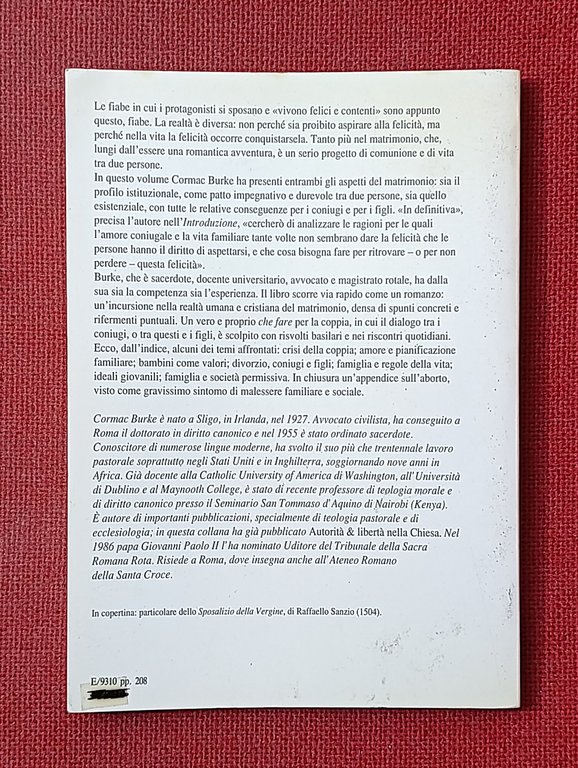 Le fiabe in cui i protagonisti si sposano e «vivono felici e contenti» sono appunto
questo, fiabe. La realtà è diversa: non perché sia proibito aspirare alla felicità, ma
perché nella vita la felicità occorre conquistarsela. Tanto più nel matrimonio, che,
lungi dall'essere una romantica avventura, è un serio progetto di comunione e di vita
tra due persone.
In questo volume Cormac Burke ha presenti entrambi gli aspetti del matrimonio: sia il
profilo istituzionale, come patto impegnativo e durevole tra due persone, sia quello
esistenziale, con tutte le relative conseguenze per i coniugi e per i figli. «In definitiva»,
precisa l'autore nell'Introduzione, «cercherò di analizzare le ragioni per le quali
l'amore coniugale e la vita familiare tante volte non sembrano dare la felicità che le
persone hanno il diritto di aspettarsi, e che cosa bisogna fare per ritrovare – o per non
perdere – questa felicità».
Burke, che è sacerdote, docente universitario, avvocato e magistrato rotale, ha dalla
sua sia la competenza sia l'esperienza. Il libro scorre via rapido come un romanzo:
un'incursione nella realtà umana e cristiana del matrimonio, densa di spunti concreti e
rifermenti puntuali. Un vero e proprio che fare per la coppia, in cui il dialogo tra i
coniugi, o tra questi e i figli, è scolpito con risvolti basilari e nei riscontri quotidiani.
Ecco, dall'indice, alcuni dei temi affrontati: crisi della coppia; amore e pianificazione
familiare; bambini come valori; divorzio, coniugi e figli; famiglia e regole della vita;
ideali giovanili; famiglia e società permissiva. In chiusura un'appendice sull'aborto,
visto come gravissimo sintomo di malessere familiare e sociale.
Cormac Burke è nato a Sligo, in Irlanda, nel 1927. Avvocato civilista, ha conseguito a
Roma il dottorato in diritto canonico e nel 1955 è stato ordinato sacerdote.
Conoscitore di numerose lingue moderne, ha svolto il suo più che trentennale lavoro
pastorale soprattutto negli Stati Uniti e in Inghilterra, soggiornando nove anni in
Africa. Già docente alla Catholic University of America di Washington, all'Università
di Dublino e al Maynooth College, è stato di recente professore di teologia morale e
di diritto canonico presso il Seminario San Tommaso d'Aquino di Nairobi (Kenya).
È autore di importanti pubblicazioni, specialmente di teologia pastorale e di
ecclesiologia; in questa collana ha già pubblicato Autorità & libertà nella Chiesa. Nel
1986 papa Giovanni Paolo II l'ha nominato Uditore del Tribunale della Sacra
Romana Rota. Risiede a Roma, dove insegna anche all'Ateneo Romano
della Santa Croce.
In copertina: particolare dello Sposalizio della Vergine, di Raffaello Sanzio (1504).
E/9310 pp. 208